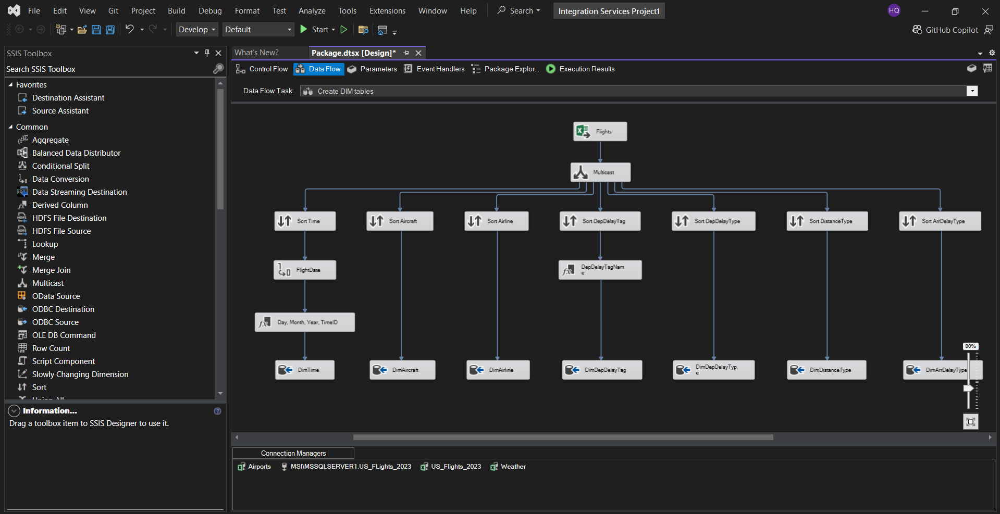 File Edit View Git Project Build Debug Format Test Analyze Tools Extensions Window Help Search Integration Services Project1 HQ
Develop Default Start GitHub Copilot
SSIS Toolbox
Search SSIS Toolbox
Favorites
Destination Assistant
Source Assistant
Common
Aggregate
Balanced Data Distributor
Conditional Split
Data Conversion
Data Streaming Destination
Derived Column
HDFS File Destination
HDFS File Source
Lookup
Merge
Merge Join
Multicast
OData Source
ODBC Destination
ODBC Source
OLE DB Command
Row Count
Script Component
Slowly Changing Dimension
Sort
Union All
Information...
Drag a toolbox item to SSIS Designer to use it.
What's New? Package.dtsx [Design]*
Control Flow Data Flow Parameters Event Handlers Package Explor... Execution Results
Data Flow Task: Create DIM tables
Flights
Multicast
Sort Time Sort Aircraft Sort Airline Sort DepDelayTag Sort DepDelayType Sort DistanceType Sort ArrDelayType
FlightDate DepDelayTagNam
e
Day, Month, Year, TimeID
80%
DimTime DimAircraft DimAirline DimDepDelayTag DimDepDelayTyp
e
DimDistanceType DimArrDelayType
Connection Managers
Airports MSI\MSSQLSERVER1.US_FLights_2023 US_Flights_2023 Weather